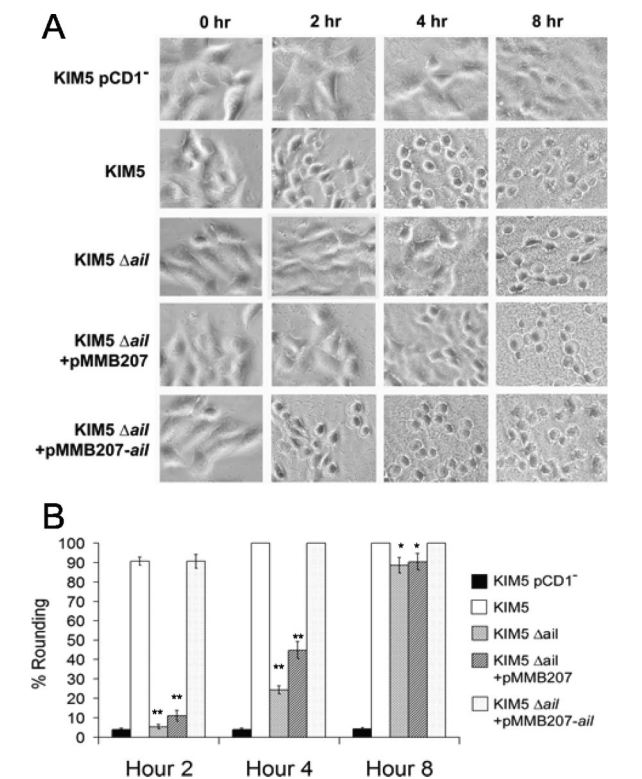 A
0 hr 2 hr 4 hr 8 hr
KIM5 pCD1⁻
KIM5
KIM5 Δail
KIM5 Δail
+pMMB207
KIM5 Δail
+pMMB207-ail
B
% Rounding
100
90
80
70
60
50
40
30
20
10
0
** **
** **
* *
Hour 2 Hour 4 Hour 8
KIM5 pCD1⁻
KIM5
KIM5 Δail
KIM5 Δail
+pMMB207
KIM5 Δail
+pMMB207-ail